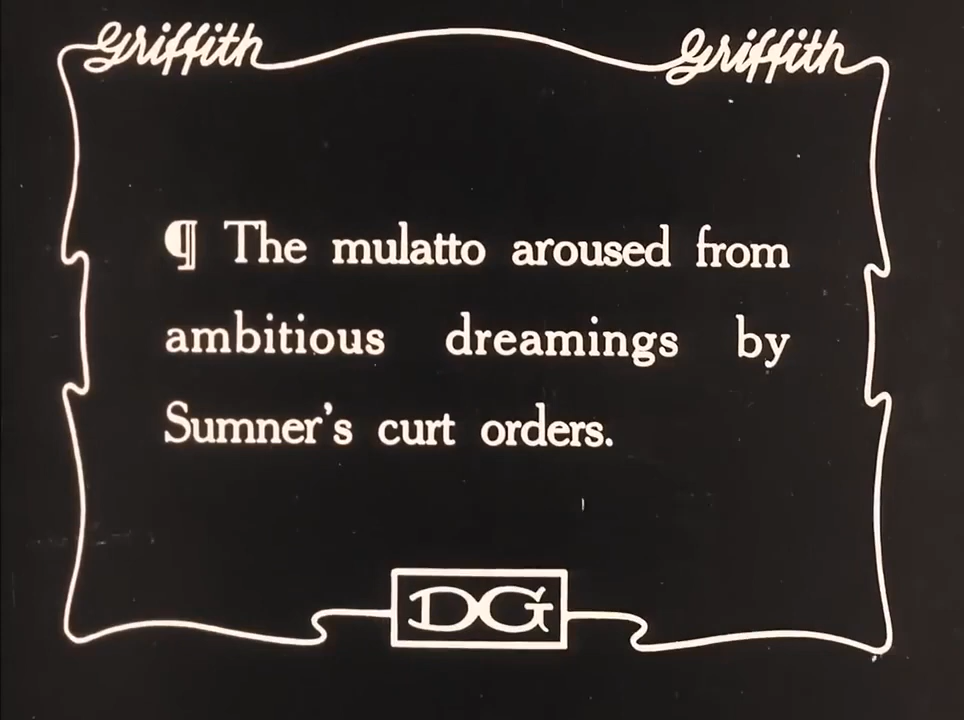 Griffith Griffith
¶ The mulatto aroused from
ambitious dreamings by
Sumner's curt orders.
DG